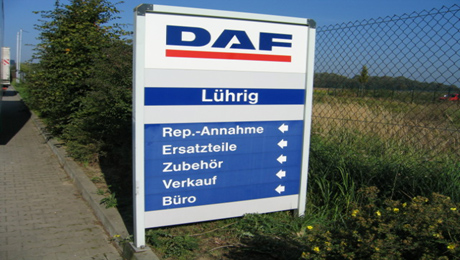 DAF
Lührig
Rep.-Annahme
Ersatzteile
Zubehör
Verkauf
Büro